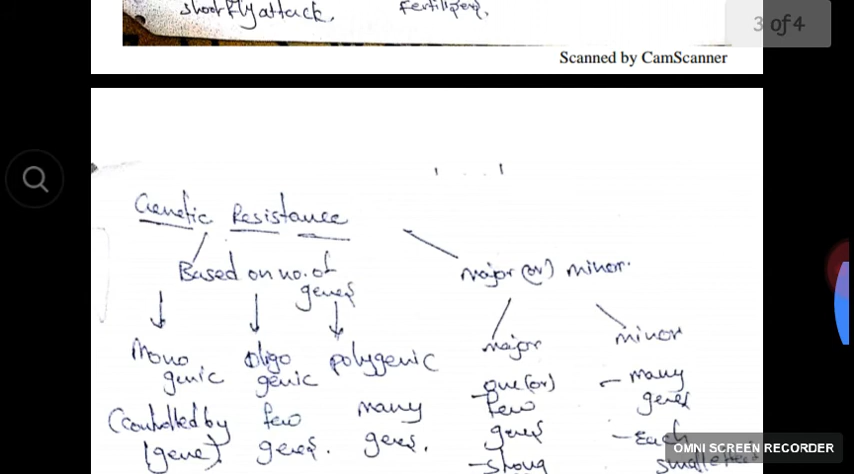 shootfly attack. Fertilizers.
3 of 4
Scanned by CamScanner
Genetic Resistance
Based on no. of genes
major (or) minor.
Mono genic
Oligo genic
polygenic
major
minor
(controlled by 1 gene)
few genes.
many genes.
one (or) few genes
- strong
- many genes
- Each
OMNI SCREEN RECORDER